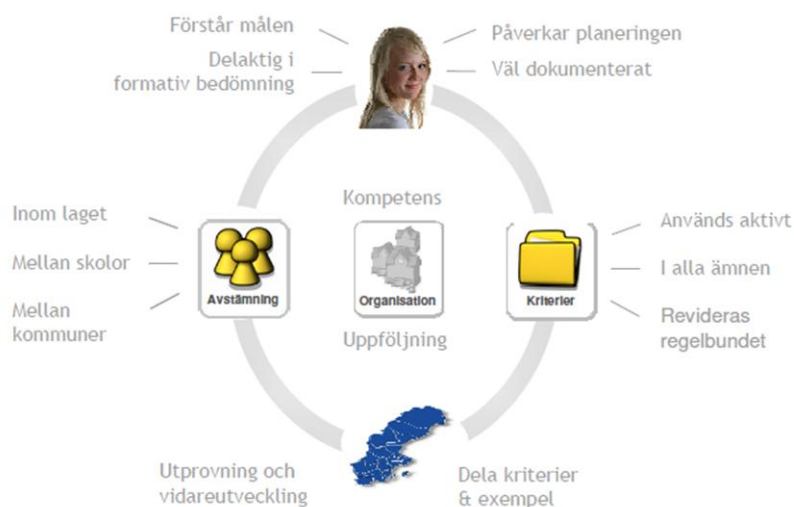 Förstår målen
Delaktig i
formativ bedömning
Påverkar planeringen
Väl dokumenterat
Inom laget
Mellan skolor
Mellan
kommuner
Avstämning
Kompetens
Organisation
Uppföljning
Kriterier
Används aktivt
I alla ämnen
Revideras
regelbundet
Utprovning och
vidareutveckling
Dela kriterier
& exempel